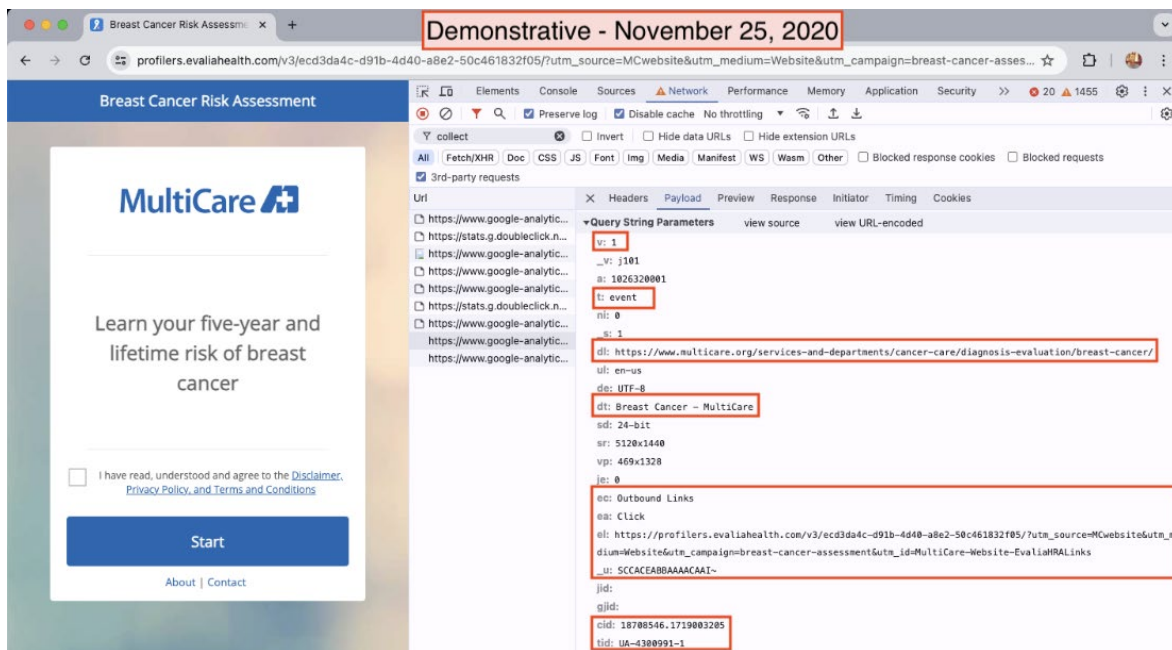 Breast Cancer Risk Assessm
Demonstrative - November 25, 2020
profilers.evaliahealth.com/v3/ecd3da4c-d91b-4d40-a8e2-50c461832f05/?utm_source=MCwebsite&utm_medium=Website&utm_campaign=breast-cancer-asses...
Breast Cancer Risk Assessment
MultiCare
Learn your five-year and
lifetime risk of breast
cancer
I have read, understood and agree to the Disclaimer,
Privacy Policy, and Terms and Conditions
Start
About | Contact
Elements Console Sources Network Performance Memory Application Security 20 1455
Preserve log Disable cache No throttling
collect Invert Hide data URLs Hide extension URLs
All Fetch/XHR Doc CSS JS Font Img Media Manifest WS Wasm Other Blocked response cookies Blocked requests
3rd-party requests
Url
https://www.google-analytic...
https://stats.g.doubleclick.n...
https://www.google-analytic...
https://www.google-analytic...
https://www.google-analytic...
https://stats.g.doubleclick.n...
https://www.google-analytic...
https://www.google-analytic...
https://www.google-analytic...
Headers Payload Preview Response Initiator Timing Cookies
Query String Parameters view source view URL-encoded
v: 1
_v: j101
a: 1026320001
t: event
ni: 0
_s: 1
dl: https://www.multicare.org/services-and-departments/cancer-care/diagnosis-evaluation/breast-cancer/
ul: en-us
de: UTF-8
dt: Breast Cancer - MultiCare
sd: 24-bit
sr: 5120x1440
vp: 469x1328
je: 0
ec: Outbound Links
ea: Click
el: https://profilers.evaliahealth.com/v3/ecd3da4c-d91b-4d40-a8e2-50c461832f05/?utm_source=MCwebsite&utm_m
dium=Website&utm_campaign=breast-cancer-assessment&utm_id=MultiCare-Website-EvaliaHRALinks
_u: SCCACEABBAAAACAAI~
jid:
gjid:
cid: 18708546.1719003205
tid: UA-4300991-1